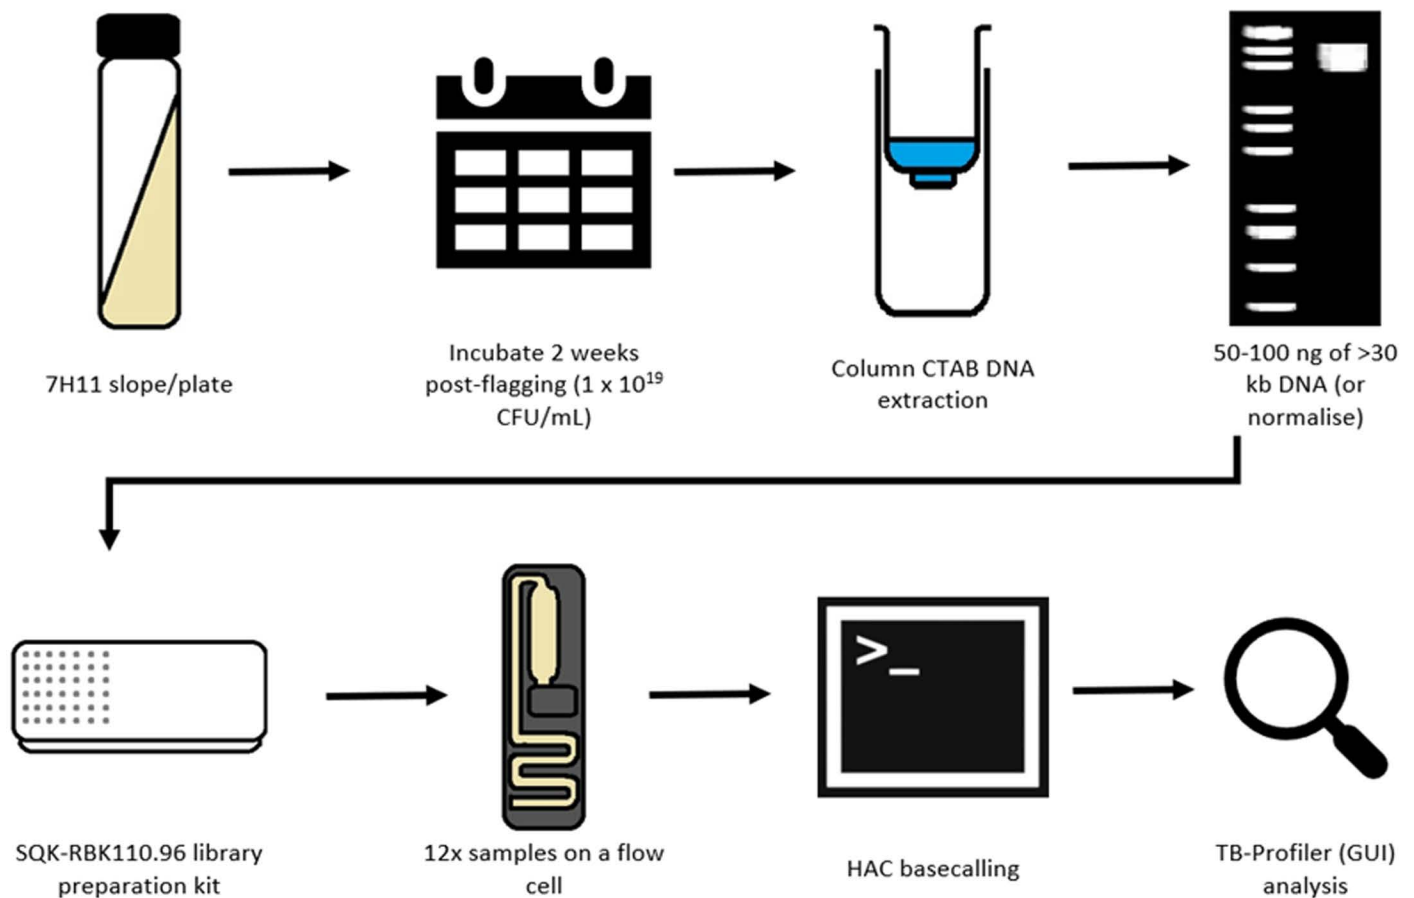 7H11 slope/plate
Incubate 2 weeks
post-flagging (1 x 10¹⁹
CFU/mL)
Column CTAB DNA
extraction
50-100 ng of >30
kb DNA (or
normalise)
>_
SQK-RBK110.96 library
preparation kit
12x samples on a flow
cell
HAC basecalling
TB-Profiler (GUI)
analysis